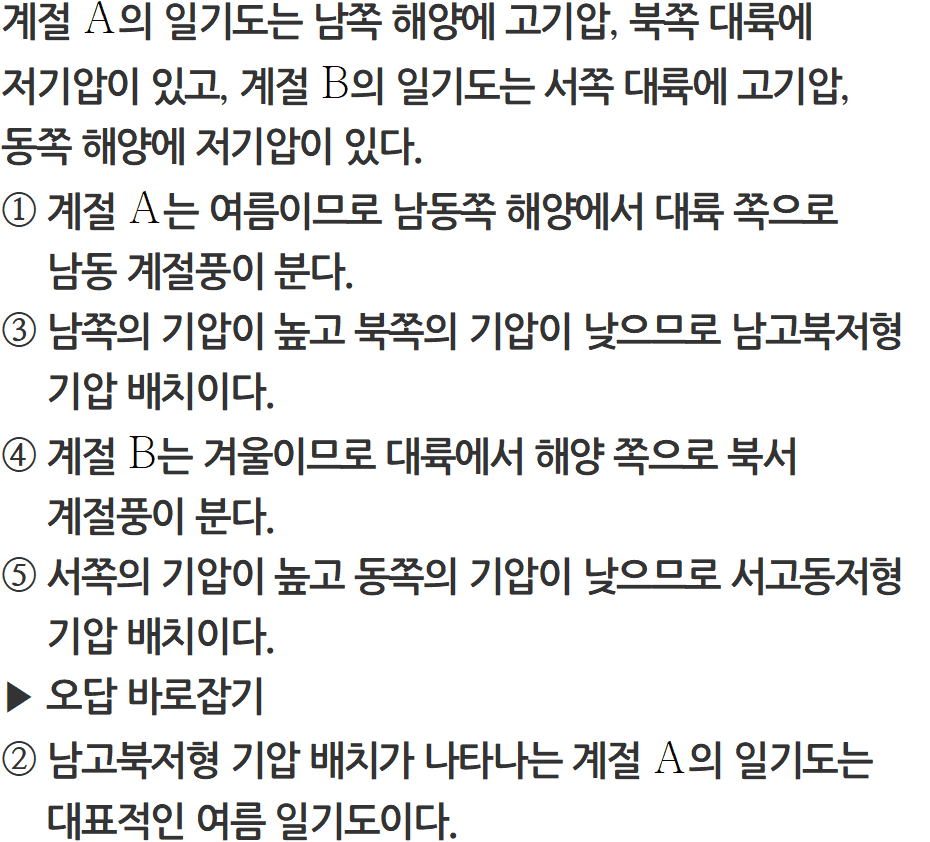 계절 A의 일기도는 남쪽 해양에 고기압, 북쪽 대륙에
저기압이 있고, 계절 B의 일기도는 서쪽 대륙에 고기압,
동쪽 해양에 저기압이 있다.
① 계절 A는 여름이므로 남동쪽 해양에서 대륙 쪽으로
남동 계절풍이 분다.
③ 남쪽의 기압이 높고 북쪽의 기압이 낮으므로 남고북저형
기압 배치이다.
④ 계절 B는 겨울이므로 대륙에서 해양 쪽으로 북서
계절풍이 분다.
⑤ 서쪽의 기압이 높고 동쪽의 기압이 낮으므로 서고동저형
기압 배치이다.
▶ 오답 바로잡기
② 남고북저형 기압 배치가 나타나는 계절 A의 일기도는
대표적인 여름 일기도이다.